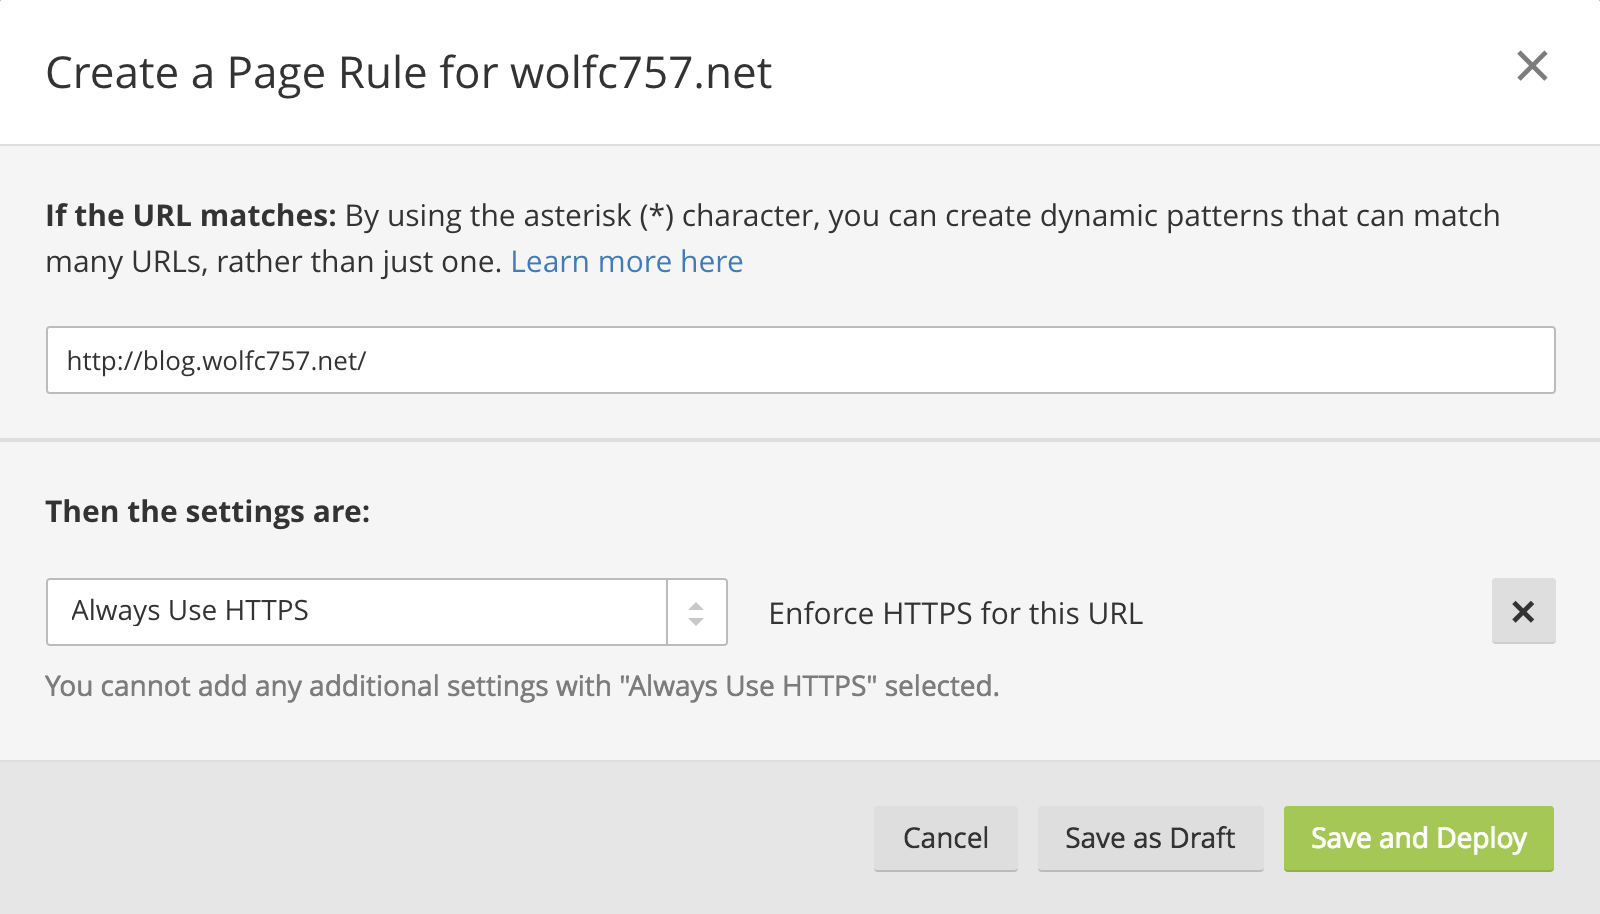 Create a Page Rule for wolfc757.net
If the URL matches: By using the asterisk (*) character, you can create dynamic patterns that can match
many URLs, rather than just one. Learn more here
http://blog.wolfc757.net/
Then the settings are:
Always Use HTTPS
Enforce HTTPS for this URL
You cannot add any additional settings with "Always Use HTTPS" selected.
Cancel
Save as Draft
Save and Deploy